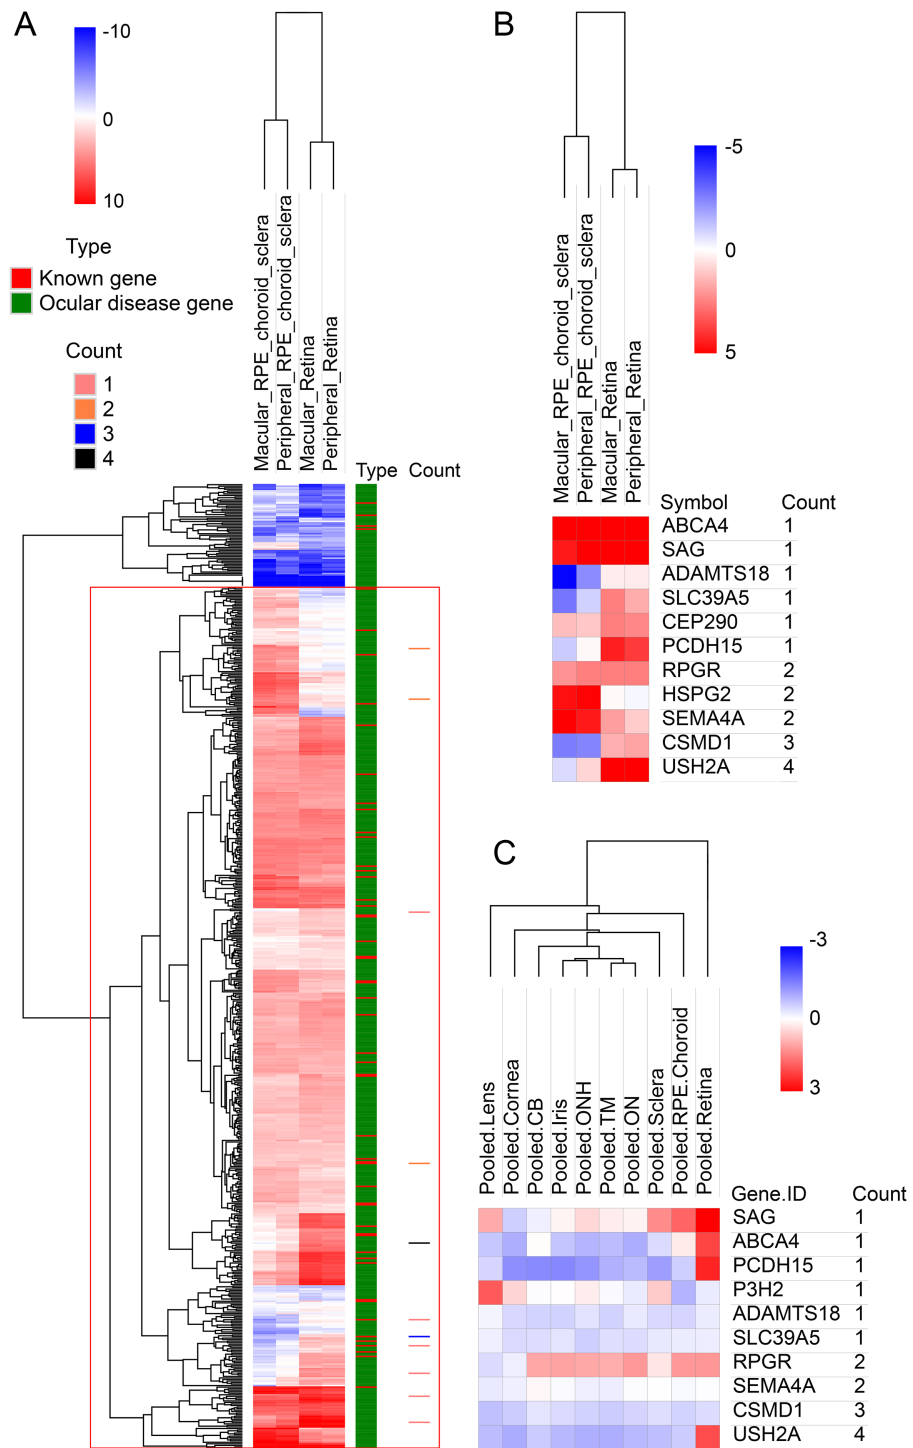 A
-10
0
10
Type
Known gene
Ocular disease gene
Count
1
2
3
4
Macular_RPE_choroid_sclera
Peripheral_RPE_choroid_sclera
Macular_Retina
Peripheral_Retina
Type Count
B
-5
0
5
Macular_RPE_choroid_sclera
Peripheral_RPE_choroid_sclera
Macular_Retina
Peripheral_Retina
Symbol Count
ABCA4 1
SAG 1
ADAMTS18 1
SLC39A5 1
CEP290 1
PCDH15 1
RPGR 2
HSPG2 2
SEMA4A 2
CSMD1 3
USH2A 4
C
-3
0
3
Pooled.Lens
Pooled.Cornea
Pooled.CB
Pooled.Iris
Pooled.ONH
Pooled.TM
Pooled.ON
Pooled.Sclera
Pooled.RPE.Choroid
Pooled.Retina
Gene.ID Count
SAG 1
ABCA4 1
PCDH15 1
P3H2 1
ADAMTS18 1
SLC39A5 1
RPGR 2
SEMA4A 2
CSMD1 3
USH2A 4